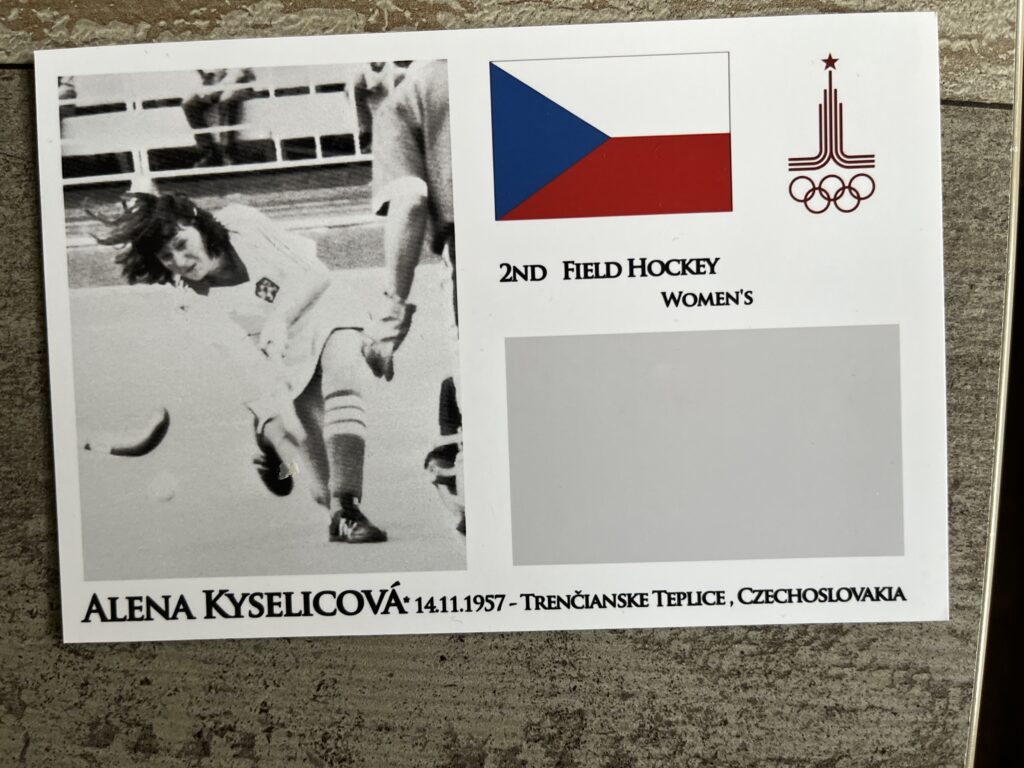 2ND FIELD HOCKEY
WOMEN'S
ALENA KYSELICOVÁ* 14.11.1957 - TRENČIANSKE TEPLICE , CZECHOSLOVAKIA